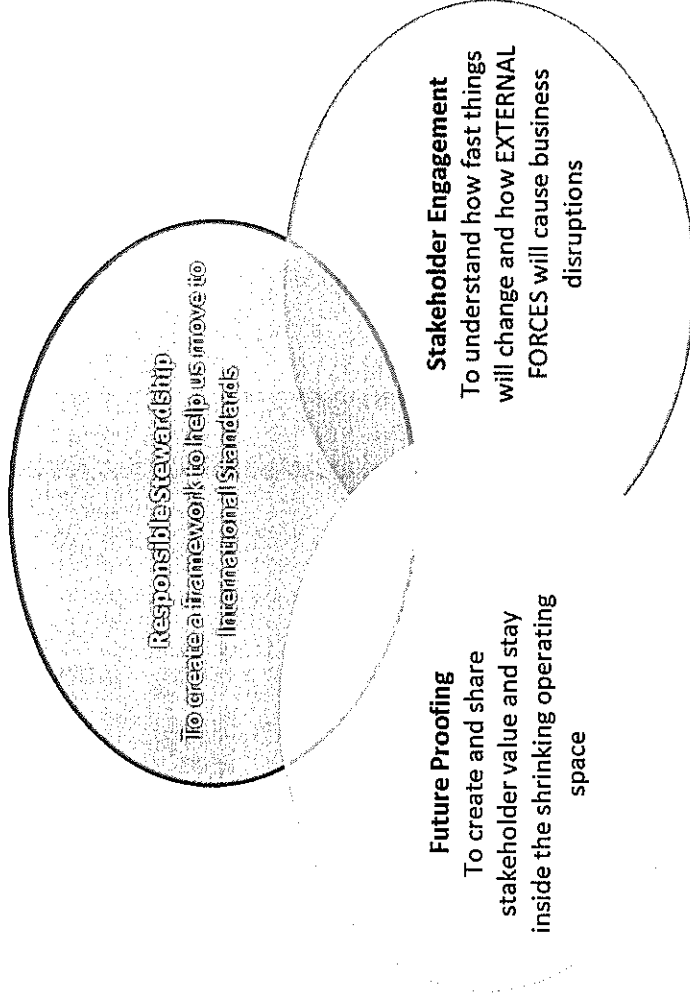 Responsible Stewardship
To create a framework to help us move to
International Standards
Future Proofing
To create and share
stakeholder value and stay
inside the shrinking operating
space
Stakeholder Engagement
To understand how fast things
will change and how EXTERNAL
FORCES will cause business
disruptions